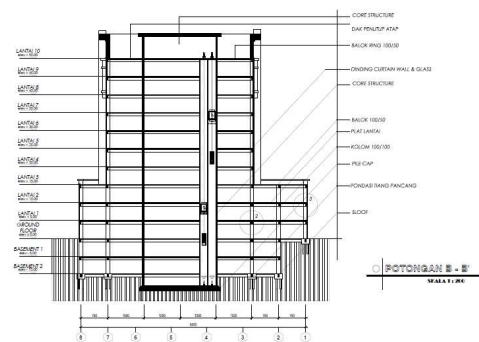 CORE STRUCTURE
DAK PENUTUP ATAP
BALOK RING 100/50
DINDING CURTAIN WALL & GLASS
CORE STRUCTURE
BALOK 100/50
PLAT LANTAI
KOLOM 100/100
PILE CAP
PONDASI TIANG PANCANG
SLOOF
LANTAI 10
LANTAI 9
LANTAI 8
LANTAI 7
LANTAI 6
LANTAI 5
LANTAI 4
LANTAI 3
LANTAI 2
LANTAI 1
GROUND
FLOOR
BASEMENT 1
BASEMENT 2
2
3
POTONGAN B - B'
SKALA 1 : 200
8 7 6 5 4 3 2 1